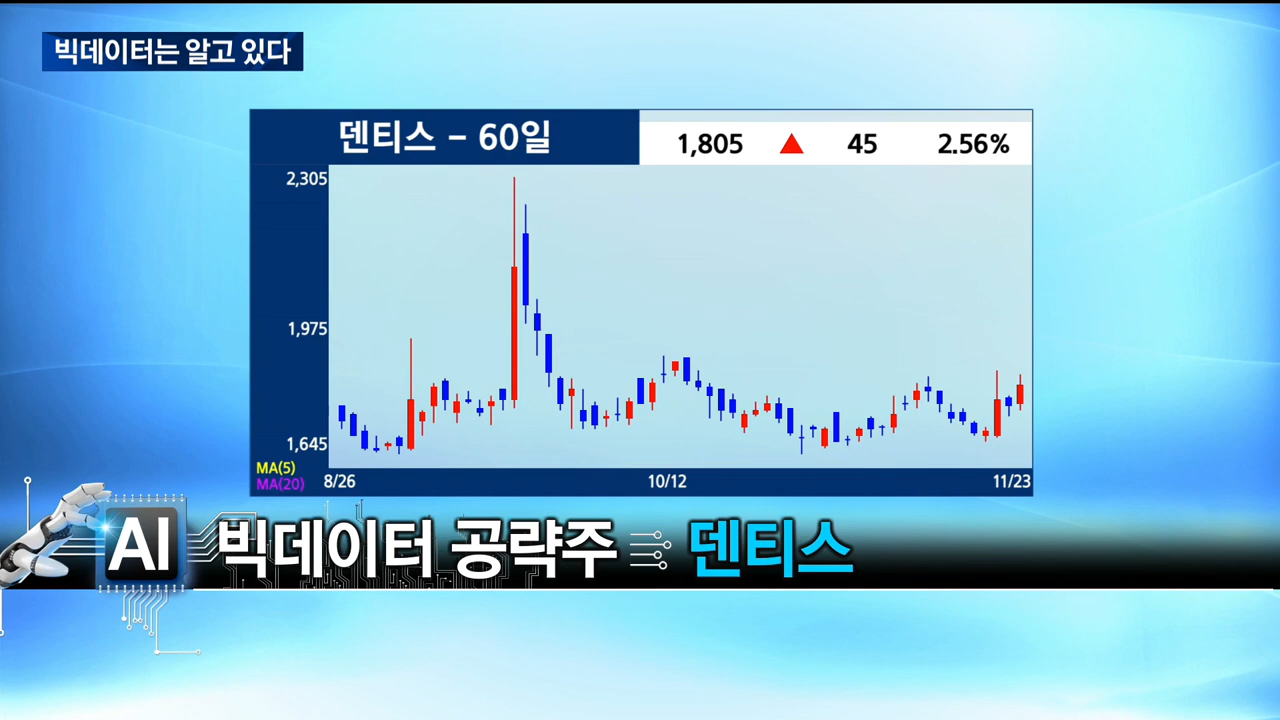 빅데이터는 알고 있다
덴티스 - 60일
1,805 ▲ 45 2.56%
2,305
1,975
1,645
MA(5)
MA(20)
8/26 10/12 11/23
AI 빅데이터 공략주 덴티스